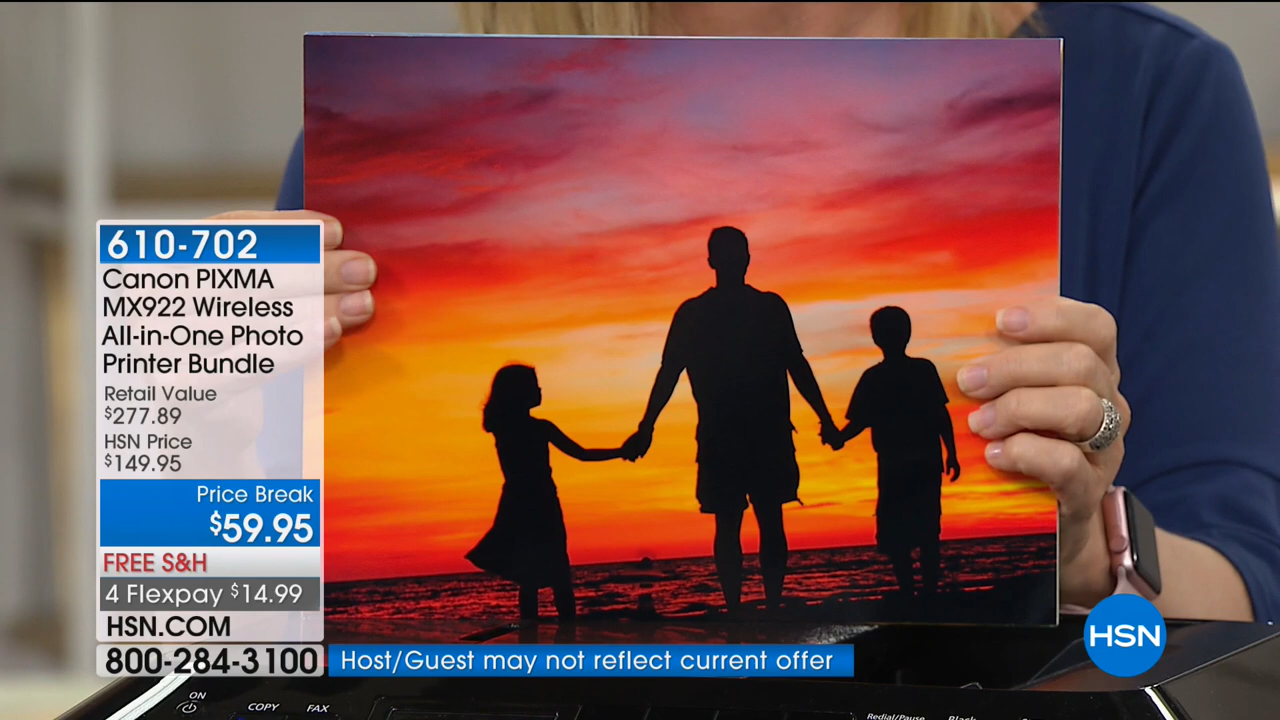 610-702
Canon PIXMA
MX922 Wireless
All-in-One Photo
Printer Bundle
Retail Value
$277.89
HSN Price
$149.95
Price Break
$59.95
FREE S&H
4 Flexpay $14.99
HSN.COM
800-284-3100
Host/Guest may not reflect current offer
HSN
ON
COPY FAX
Redial/Pause